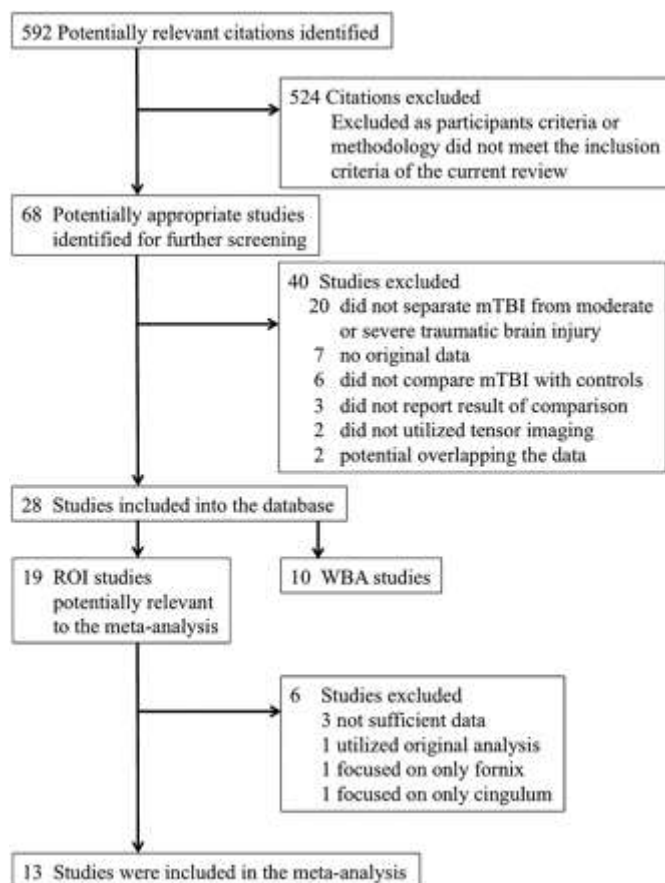 592 Potentially relevant citations identified
524 Citations excluded
Excluded as participants criteria or
methodology did not meet the inclusion
criteria of the current review
68 Potentially appropriate studies
identified for further screening
40 Studies excluded
20 did not separate mTBI from moderate
or severe traumatic brain injury
7 no original data
6 did not compare mTBI with controls
3 did not report result of comparison
2 did not utilized tensor imaging
2 potential overlapping the data
28 Studies included into the database
19 ROI studies
potentially relevant
to the meta-analysis
10 WBA studies
6 Studies excluded
3 not sufficient data
1 utilized original analysis
1 focused on only fornix
1 focused on only cingulum
13 Studies were included in the meta-analysis